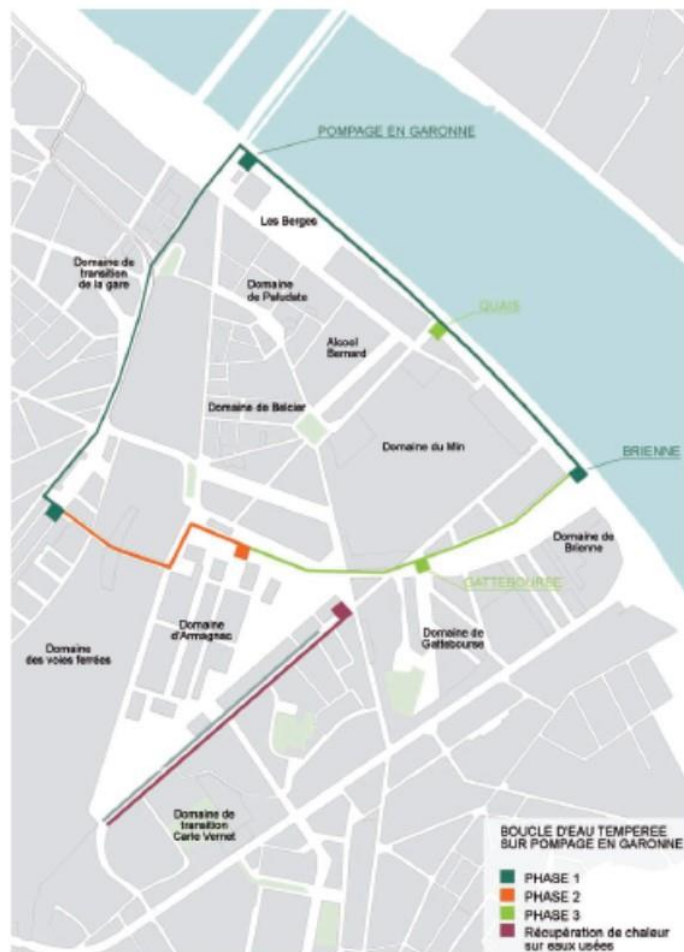 POMPAGE EN GARONNE
Les Berges
Domaine de
transition
de la gare
Domaine
de Paludate
QUAIS
Alcool
Bernard
Domaine de Belcier
Domaine du Min
BRIENNE
Domaine de
Brienne
GATTEBOURSE
Domaine
d'Armagnac
Domaine de
Gattebourse
Domaine
des voies ferrées
Domaine de
transition
Carle Vernet
BOUCLE D'EAU TEMPEREE
SUR POMPAGE EN GARONNE
PHASE 1
PHASE 2
PHASE 3
Récupération de chaleur
sur eaux usées